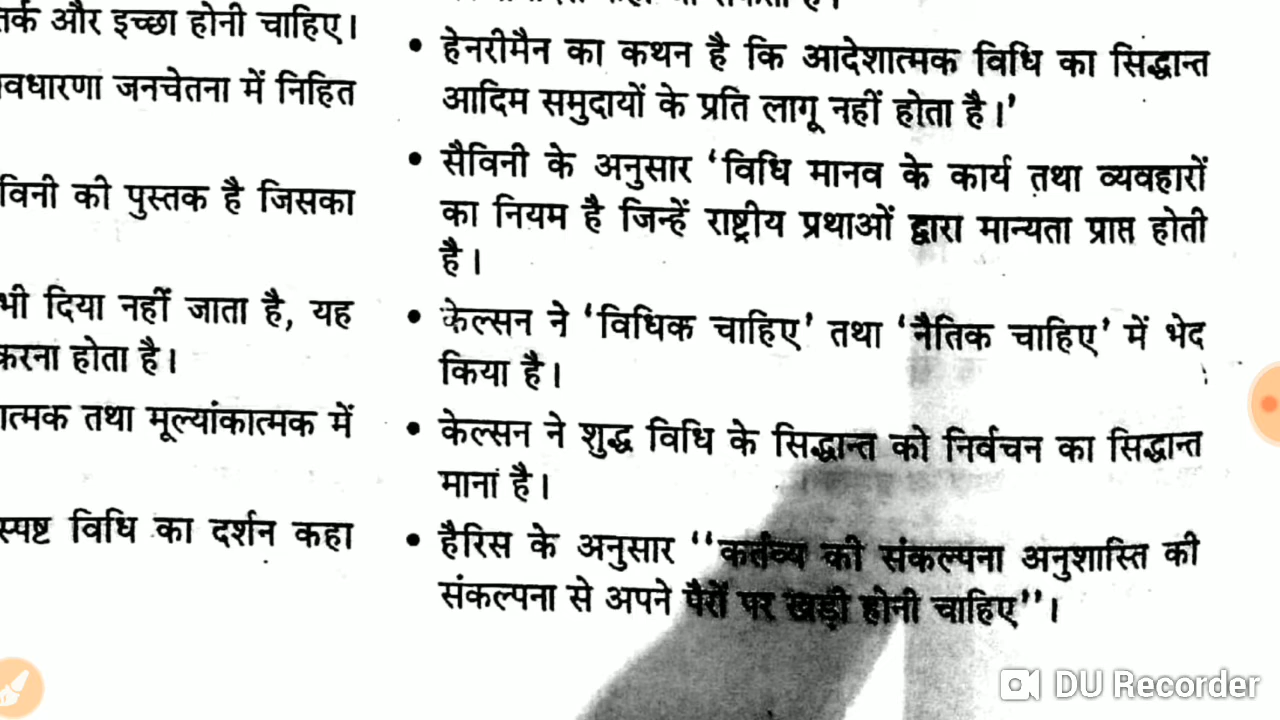 तर्क और इच्छा होनी चाहिए।
वधारणा जनचेतना में निहित
विनी की पुस्तक है जिसका
भी दिया नहीं जाता है, यह
करना होता है।
त्मक तथा मूल्यांकात्मक में
स्पष्ट विधि का दर्शन कहा
• हेनरीमैन का कथन है कि आदेशात्मक विधि का सिद्धान्त
आदिम समुदायों के प्रति लागू नहीं होता है।'
• सैविनी के अनुसार 'विधि मानव के कार्य तथा व्यवहारों
का नियम है जिन्हें राष्ट्रीय प्रथाओं द्वारा मान्यता प्राप्त होती
है।
• केल्सन ने 'विधिक चाहिए' तथा 'नैतिक चाहिए' में भेद
किया है।
• केल्सन ने शुद्ध विधि के सिद्धान्त को निर्वचन का सिद्धान्त
माना है।
• हैरिस के अनुसार "कर्तव्य की संकल्पना अनुशास्ति की
संकल्पना से अपने पैरों पर खड़ी होनी चाहिए"।
DU Recorder